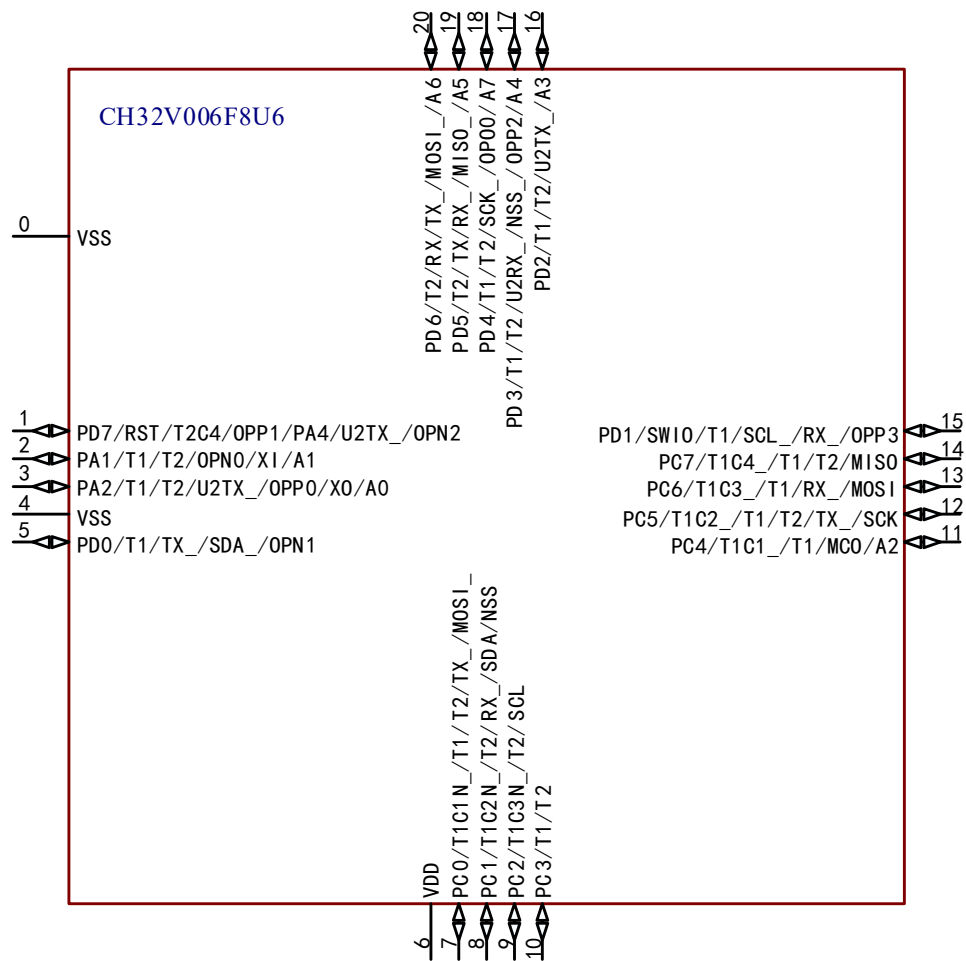 20
19
18
17
16
PD6/T2/RX/TX_/MOSI_/A6
PD5/T2/TX/RX_/MISO_/A5
PD4/T1/T2/SCK_/OPO0/A7
PD3/T1/T2/U2RX_/NSS_/OPP2/A4
PD2/T1/T2/U2TX_/A3
CH32V006F8U6
0
VSS
1
PD7/RST/T2C4/OPP1/PA4/U2TX_/OPN2
2
PA1/T1/T2/OPN0/XI/A1
3
PA2/T1/T2/U2TX_/OPP0/XO/A0
4
VSS
5
PD0/T1/TX_/SDA_/OPN1
PD1/SWIO/T1/SCL_/RX_/OPP3
15
PC7/T1C4_/T1/T2/MISO
14
PC6/T1C3_/T1/RX_/MOSI
13
PC5/T1C2_/T1/T2/TX_/SCK
12
PC4/T1C1_/T1/MCO/A2
11
VDD
PC0/T1C1N_/T1/T2/TX_/MOSI_
PC1/T1C2N_/T2/RX_/SDA/NSS
PC2/T1C3N_/T2/SCL
PC3/T1/T2
6
7
8
9
10